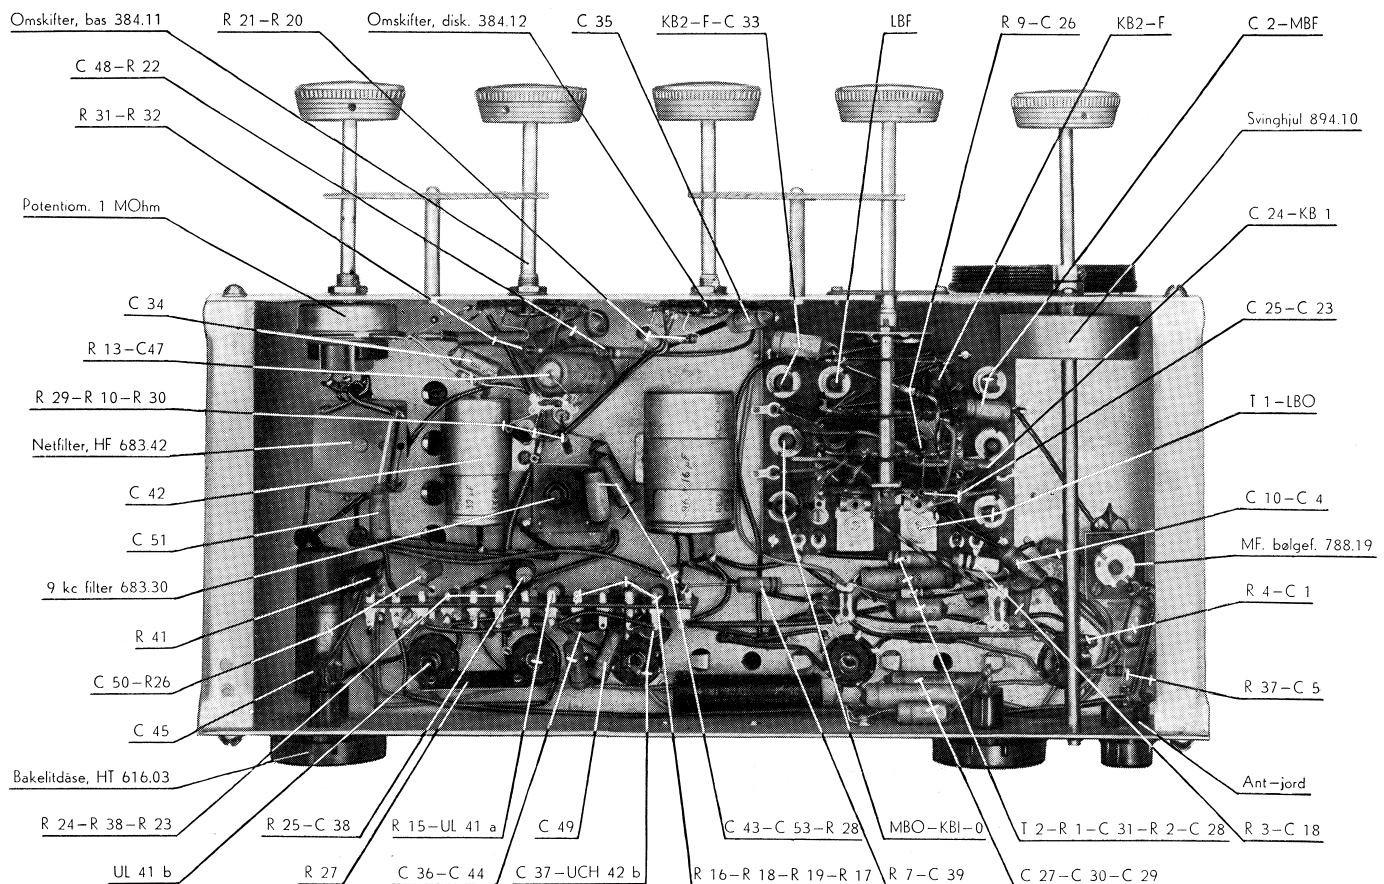 Omskifter, bas 384.11
R 21–R 20
Omskifter, disk. 384.12
C 35
KB2–F–C 33
LBF
R 9–C 26
KB2–F
C 2–MBF
C 48–R 22
R 31–R 32
Svinghjul 894.10
Potentiom. 1 MOhm
C 24–KB 1
C 34
C 25–C 23
R 13–C47
R 29–R 10–R 30
T 1–LBO
Netfilter, HF 683.42
C 42
C 10–C 4
C 51
MF. bølgef. 788.19
9 kc filter 683.30
R 4–C 1
R 41
C 50–R26
R 37–C 5
C 45
Bakelitdåse, HT 616.03
Ant–jord
R 24–R 38–R 23
R 25–C 38
R 15–UL 41 a
C 49
C 43–C 53–R 28
MBO–KBI–0
T 2–R 1–C 31–R 2–C 28
R 3–C 18
UL 41 b
R 27
C 36–C 44
C 37–UCH 42 b
R 16–R 18–R 19–R 17
R 7–C 39
C 27–C 30–C 29